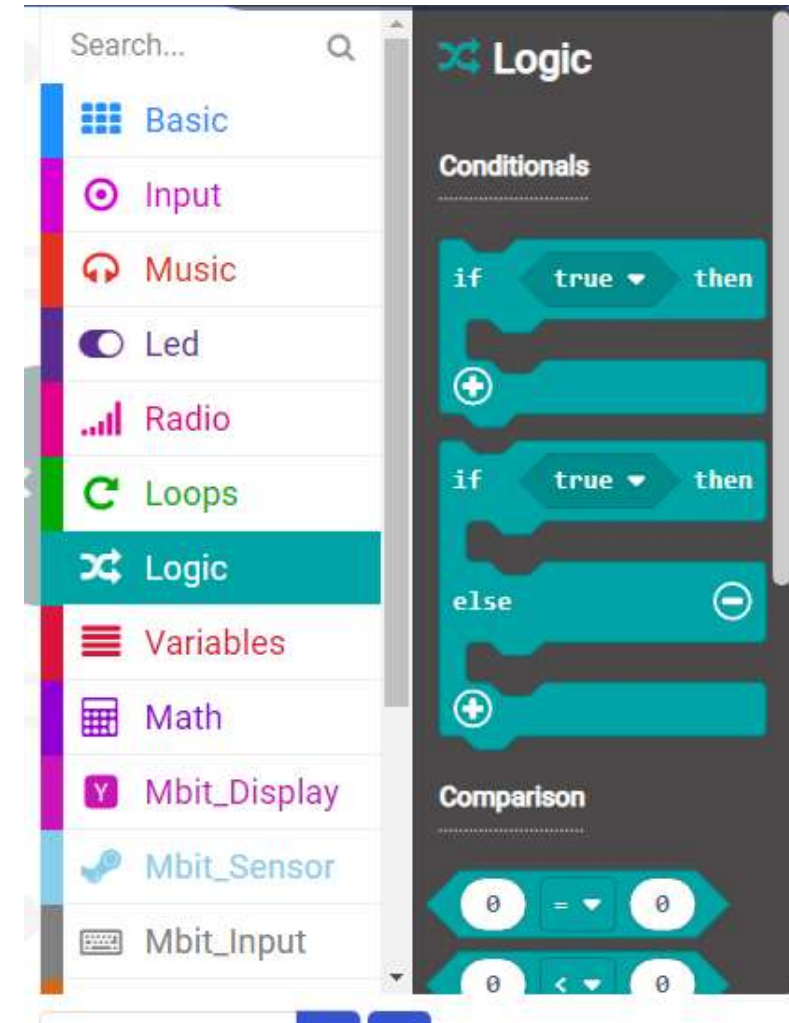 Search...
Basic
Input
Music
Led
Radio
Loops
Logic
Variables
Math
Y Mbit_Display
Mbit_Sensor
Mbit_Input
Logic
Conditionals
if true then
if true then
else
Comparison
0 = 0
0 < 0